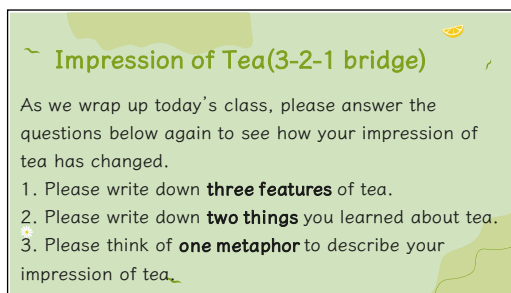 Impression of Tea(3-2-1 bridge)
As we wrap up today's class, please answer the
questions below again to see how your impression of
tea has changed.
1. Please write down three features of tea.
2. Please write down two things you learned about tea.
3. Please think of one metaphor to describe your
impression of tea.